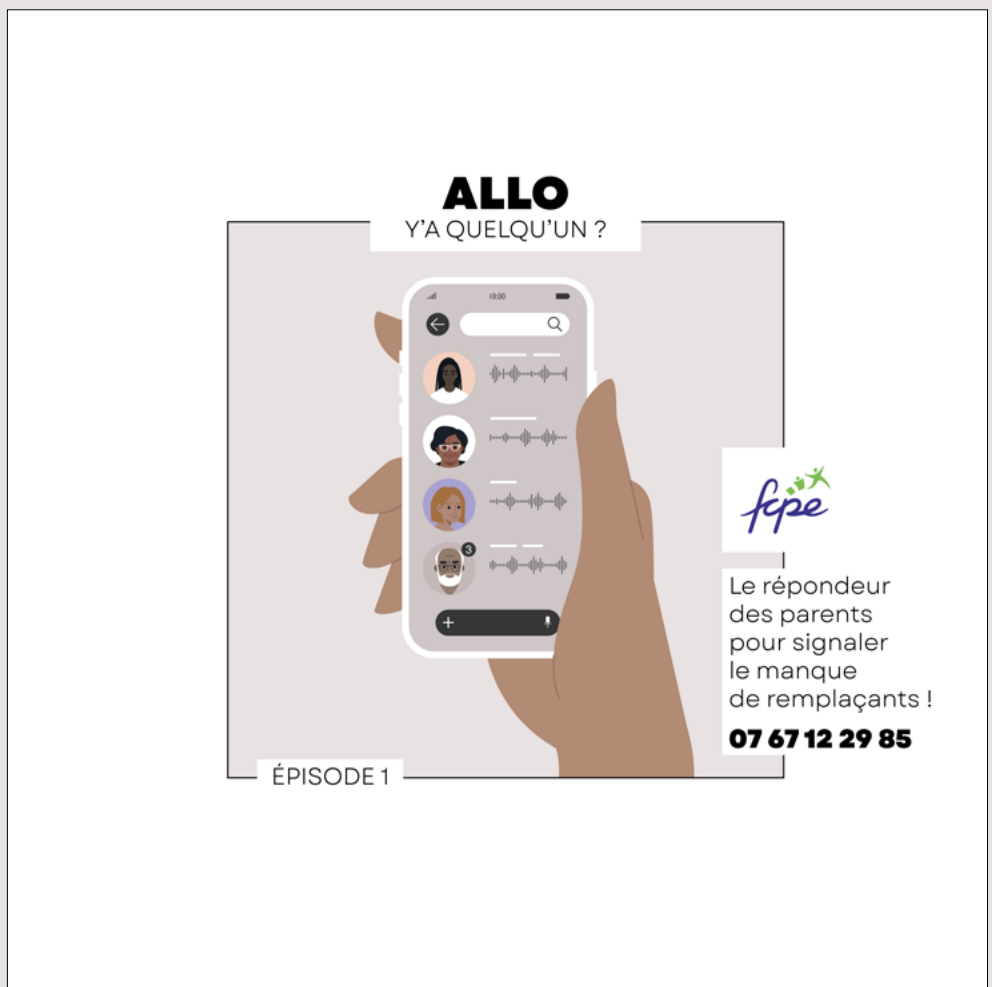 ALLO
Y'A QUELQU'UN ?
10:00
3
fcpe
Le répondeur
des parents
pour signaler
le manque
de remplaçants !
07 67 12 29 85
ÉPISODE 1